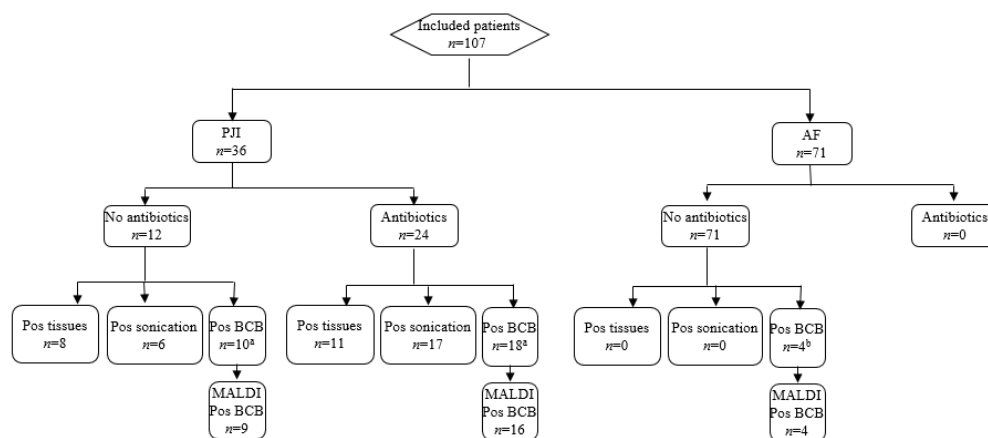 Included patients
n=107
PJI
n=36
AF
n=71
No antibiotics
n=12
Antibiotics
n=24
No antibiotics
n=71
Antibiotics
n=0
Pos tissues
n=8
Pos sonication
n=6
Pos BCB
n=10ᵃ
Pos tissues
n=11
Pos sonication
n=17
Pos BCB
n=18ᵃ
Pos tissues
n=0
Pos sonication
n=0
Pos BCB
n=4ᵇ
MALDI
Pos BCB
n=9
MALDI
Pos BCB
n=16
MALDI
Pos BCB
n=4